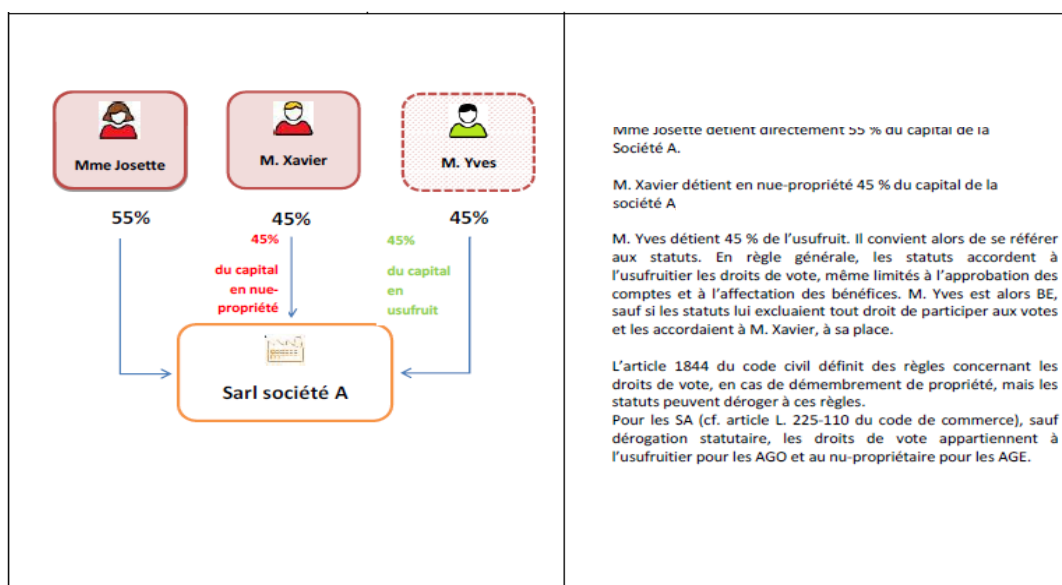 Mme Josette
M. Xavier
M. Yves
55%
45%
45%
45%
du capital
en nue-
propriété
45%
du capital
en
usufruit
Sarl société A
Mme Josette détient directement 55 % du capital de la
Société A.
M. Xavier détient en nue-propriété 45 % du capital de la
société A
M. Yves détient 45 % de l'usufruit. Il convient alors de se référer
aux statuts. En règle générale, les statuts accordent à
l'usufruitier les droits de vote, même limités à l'approbation des
comptes et à l'affectation des bénéfices. M. Yves est alors BE,
sauf si les statuts lui excluaient tout droit de participer aux votes
et les accordaient à M. Xavier, à sa place.
L'article 1844 du code civil définit des règles concernant les
droits de vote, en cas de démembrement de propriété, mais les
statuts peuvent déroger à ces règles.
Pour les SA (cf. article L. 225-110 du code de commerce), sauf
dérogation statutaire, les droits de vote appartiennent à
l'usufruitier pour les AGO et au nu-propriétaire pour les AGE.